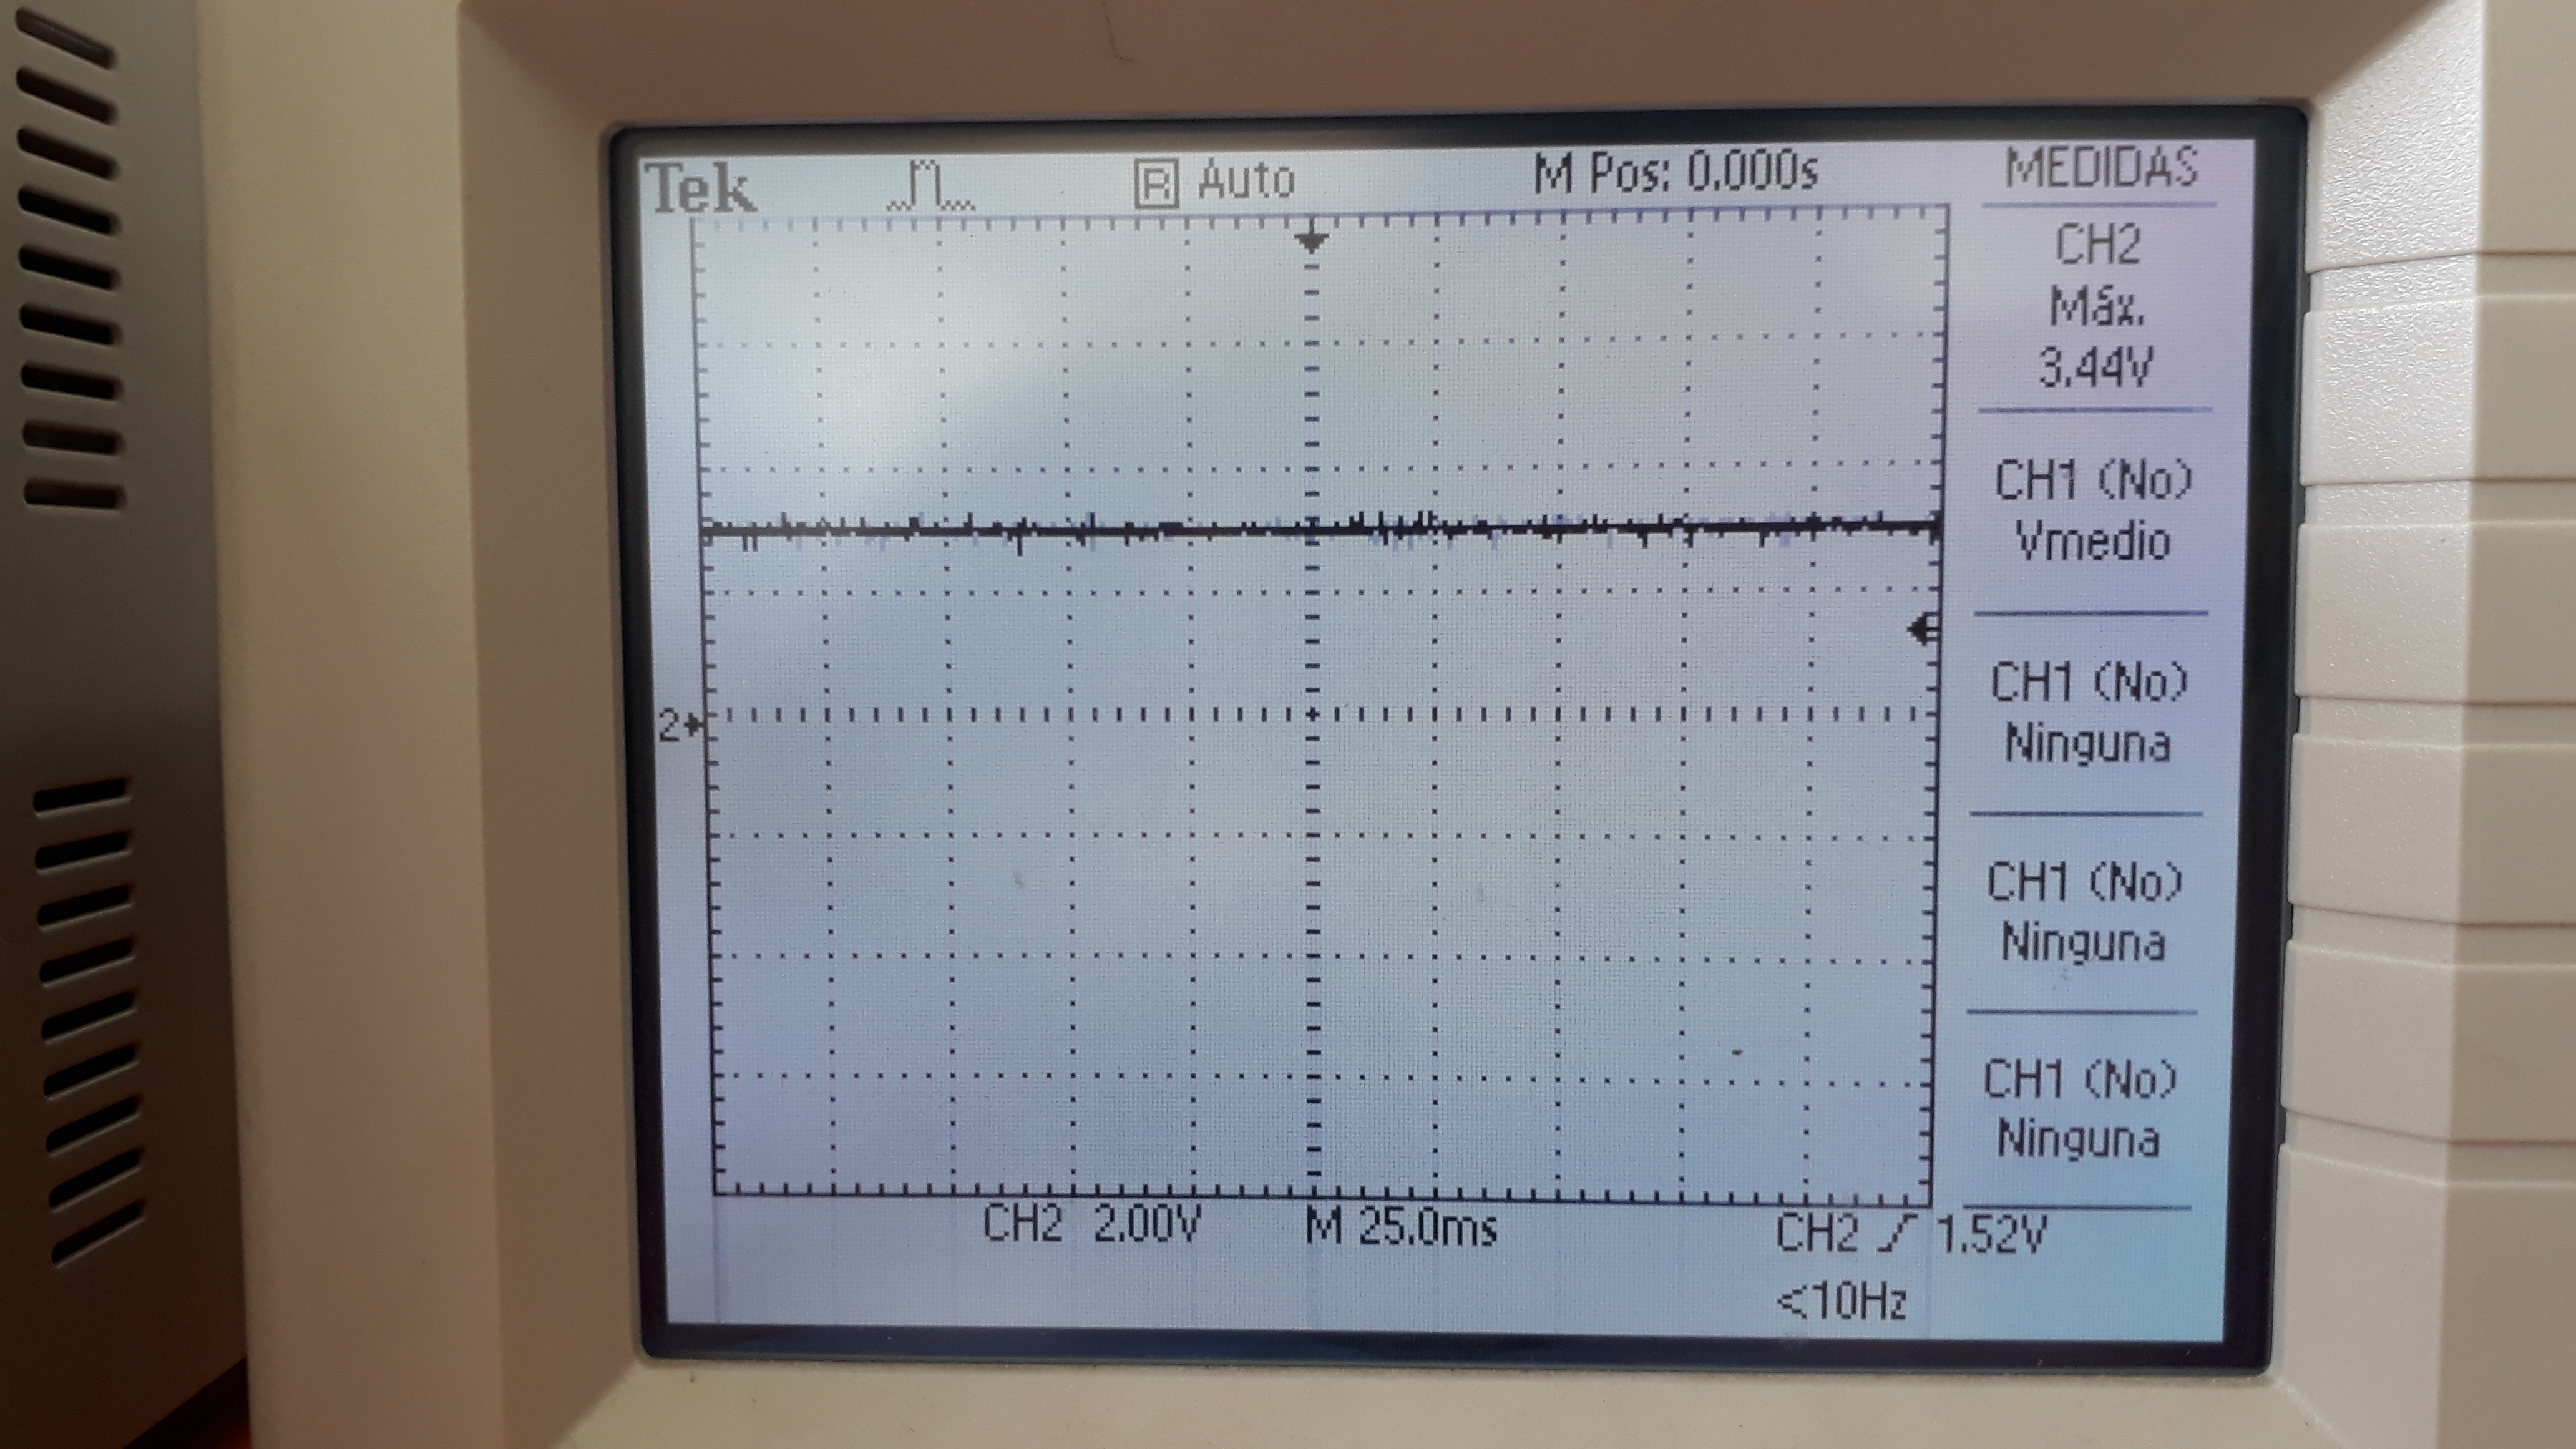 Tek R Auto M Pos: 0.000s MEDIDAS
CH2
Máx.
3.44V
CH1 (No)
Vmedio
2
CH1 (No)
Ninguna
CH1 (No)
Ninguna
CH1 (No)
Ninguna
CH2 2.00V M 25.0ms CH2 1.52V
<10Hz